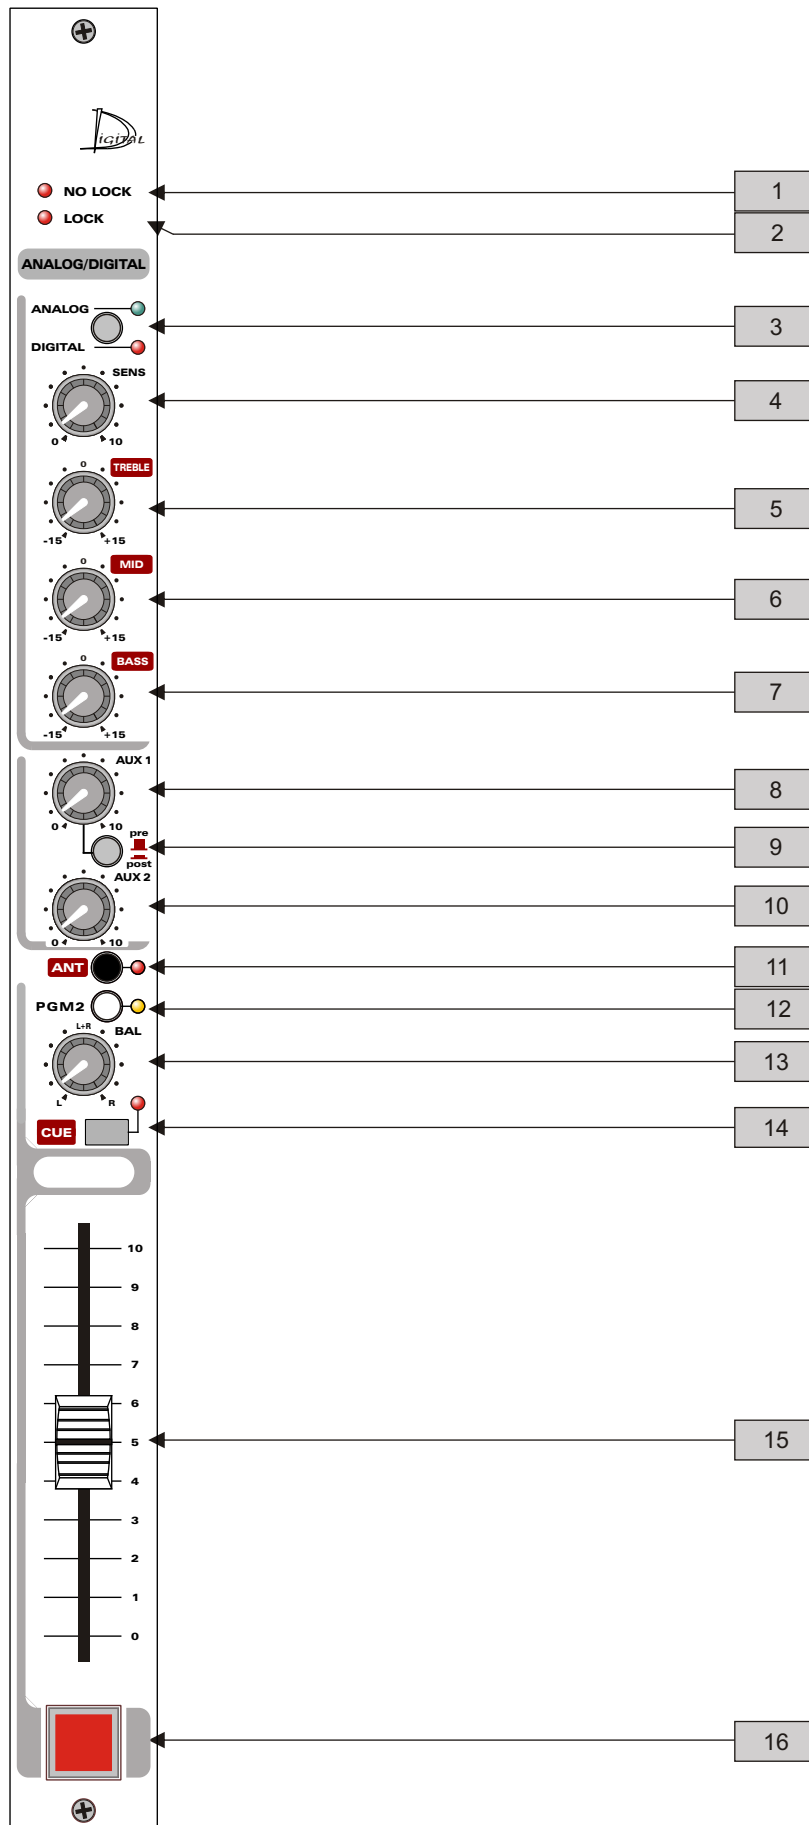 DIGITAL
NO LOCK
1
LOCK
2
ANALOG/DIGITAL
ANALOG
3
DIGITAL
SENS
4
0 10
0
TREBLE
5
-15 +15
0
MID
6
-15 +15
0
BASS
7
-15 +15
AUX 1
8
0 10
pre
9
post
AUX 2
10
0 10
ANT
11
PGM2
12
L+R
BAL
13
L R
CUE
14
10
9
8
7
6
5
15
4
3
2
1
0
16